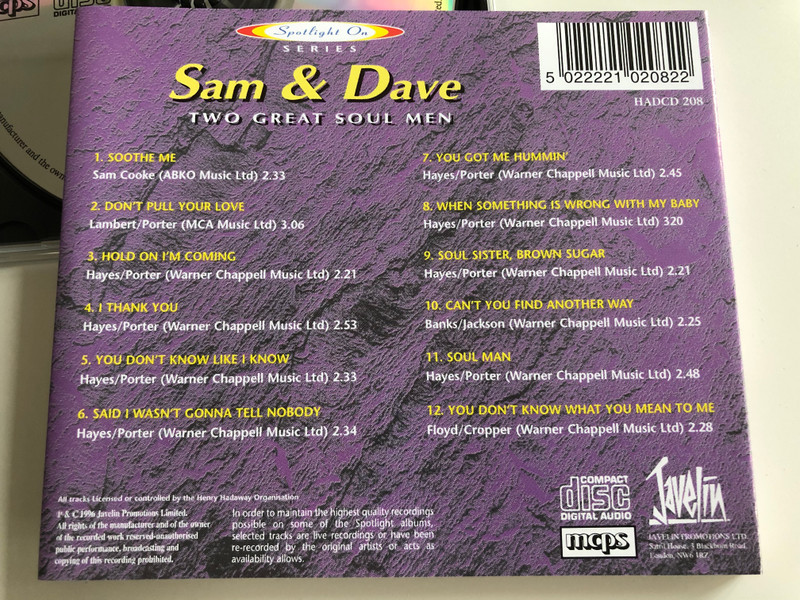 mcps
disc
DIGITAL
Spotlight On
SERIES
Sam & Dave
TWO GREAT SOUL MEN
5 022221 020822
HADCD 208
1. SOOTHE ME
Sam Cooke (ABKO Music Ltd) 2.33
2. DON'T PULL YOUR LOVE
Lambert/Porter (MCA Music Ltd) 3.06
3. HOLD ON I'M COMING
Hayes/Porter (Warner Chappell Music Ltd) 2.21
4. I THANK YOU
Hayes/Porter (Warner Chappell Music Ltd) 2.53
5. YOU DON'T KNOW LIKE I KNOW
Hayes/Porter (Warner Chappell Music Ltd) 2.33
6. SAID I WASN'T GONNA TELL NOBODY
Hayes/Porter (Warner Chappell Music Ltd) 2.34
7. YOU GOT ME HUMMIN'
Hayes/Porter (Warner Chappell Music Ltd) 2.45
8. WHEN SOMETHING IS WRONG WITH MY BABY
Hayes/Porter (Warner Chappell Music Ltd) 320
9. SOUL SISTER, BROWN SUGAR
Hayes/Porter (Warner Chappell Music Ltd) 2.21
10. CAN'T YOU FIND ANOTHER WAY
Banks/Jackson (Warner Chappell Music Ltd) 2.25
11. SOUL MAN
Hayes/Porter (Warner Chappell Music Ltd) 2.48
12. YOU DON'T KNOW WHAT YOU MEAN TO ME
Floyd/Cropper (Warner Chappell Music Ltd) 2.28
All tracks Licensed or controlled by the Henry Hadaway Organisation
P & © 1996 Javelin Promotions Limited.
All rights of the manufacturer and of the owner
of the recorded work reserved-unauthorised
public performance, broadcasting and
copying of this recording prohibited.
In order to maintain the highest quality recordings
possible on some of the Spotlight albums,
selected tracks are live recordings or have been
re-recorded by the original artists or acts as
availability allows.
COMPACT
disc
DIGITAL AUDIO
mcps
Javelin
JAVELIN PROMOTIONS LTD.
House, 5 Blackburn Road,
London, NW6 1RZ